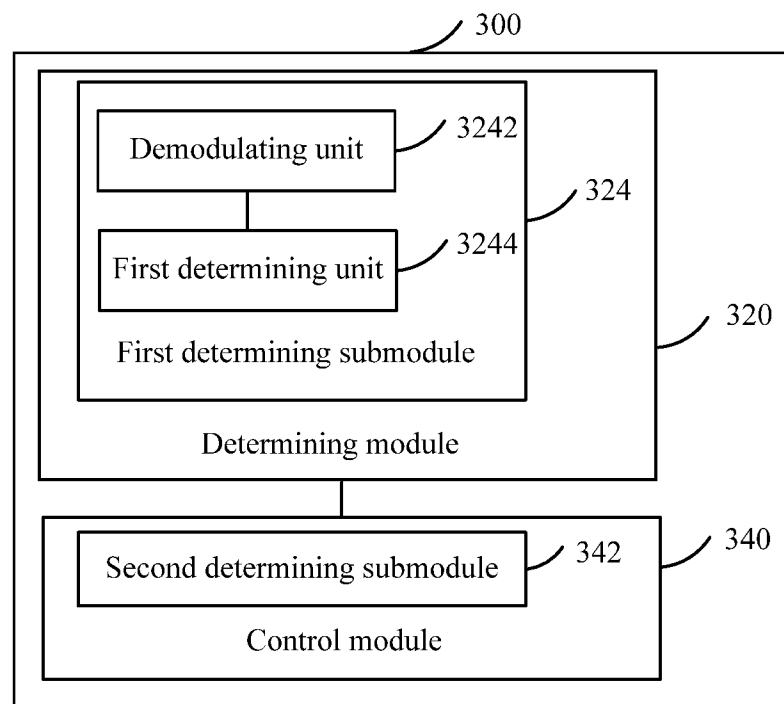 300
Demodulating unit
3242
324
First determining unit
3244
320
First determining submodule
Determining module
Second determining submodule
342
340
Control module